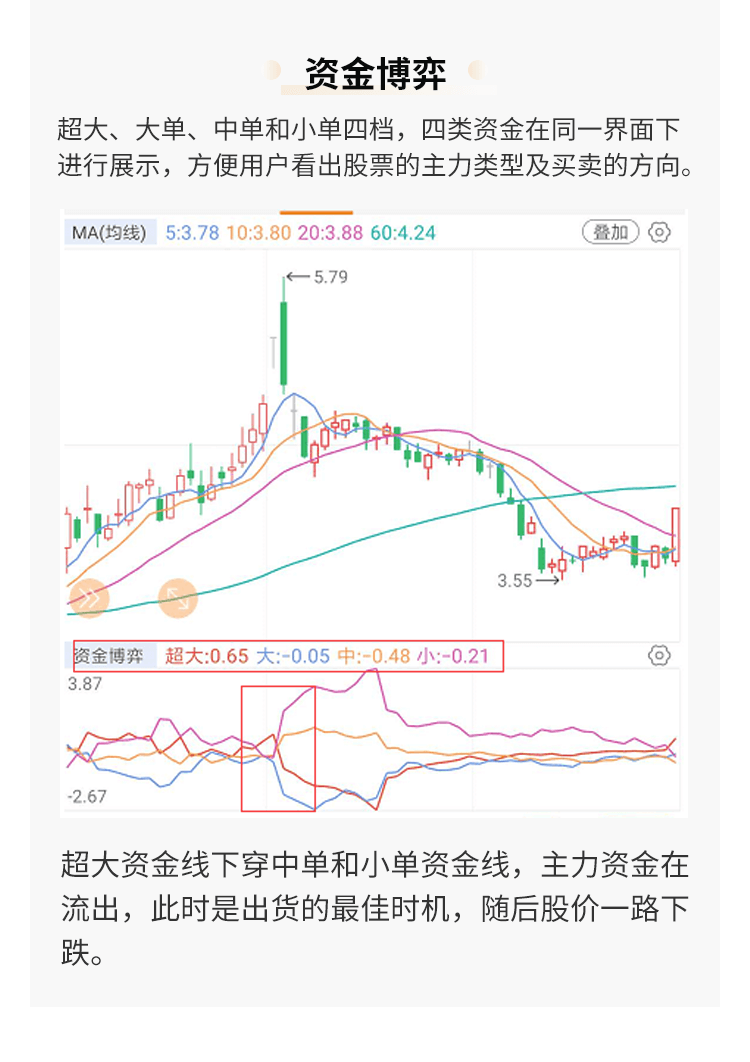 资金博弈
超大、大单、中单和小单四档，四类资金在同一界面下
进行展示，方便用户看出股票的主力类型及买卖的方向。
MA(均线) 5:3.78 10:3.80 20:3.88 60:4.24 叠加
5.79
3.55
资金博弈 超大:0.65 大:-0.05 中:-0.48 小:-0.21
3.87
-2.67
超大资金线下穿中单和小单资金线，主力资金在
流出，此时是出货的最佳时机，随后股价一路下
跌。